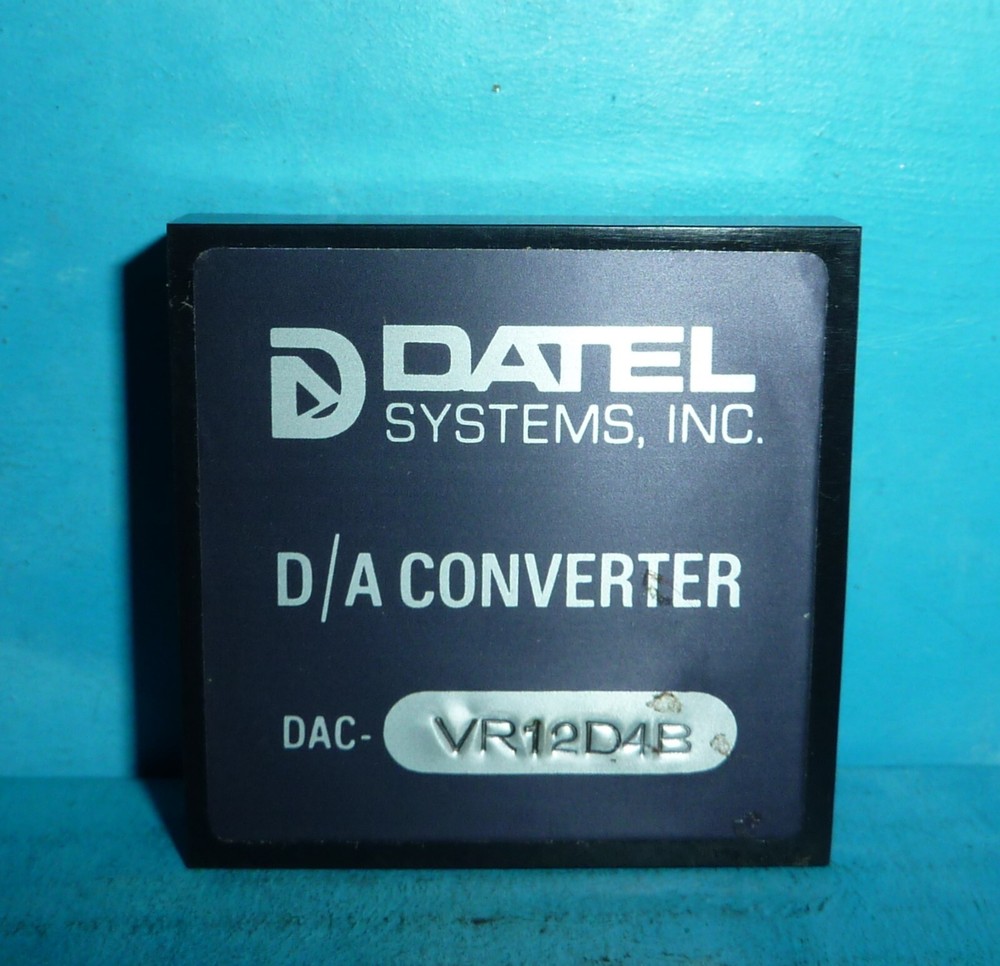 DATEL
SYSTEMS, INC.
D/A CONVERTER
DAC- VR12D4B